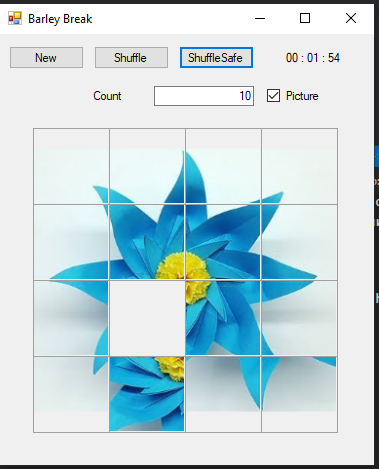 Barley Break
New Shuffle ShuffleSafe 00 : 01 : 54
Count 10 Picture